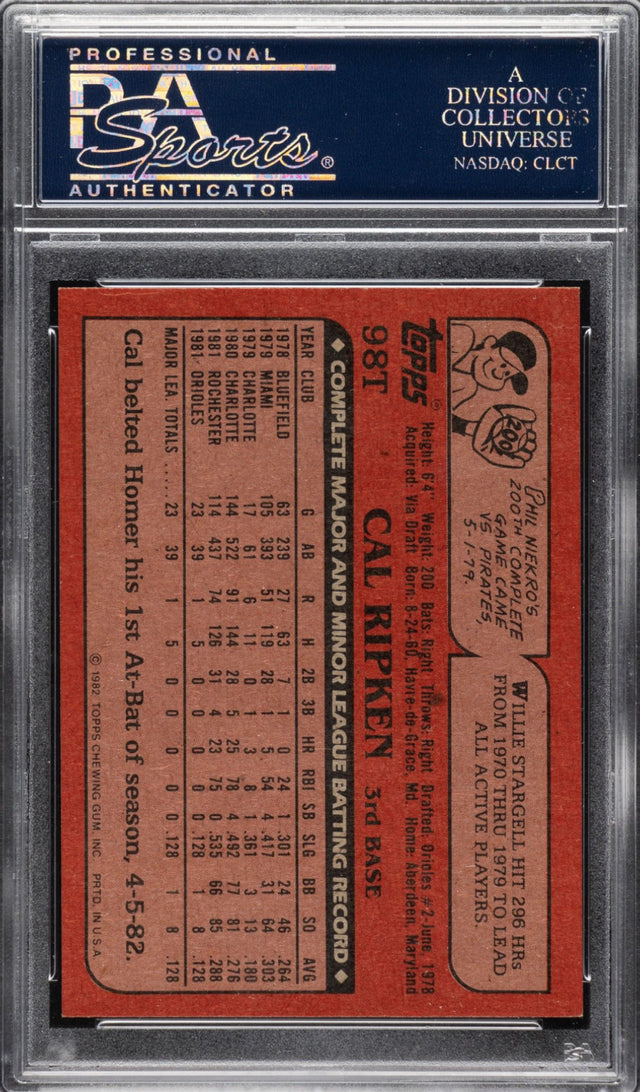 PROFESSIONAL
PSA
Sports®
AUTHENTICATOR
A
DIVISION OF
COLLECTORS
UNIVERSE
NASDAQ: CLCT
200
PHIL NIEKRO'S
200TH COMPLETE
GAME CAME
VS PIRATES,
5-1-79.
WILLIE STARGELL HIT 296 HRs
FROM 1970 THRU 1979 TO LEAD
ALL ACTIVE PLAYERS.
topps®
Height: 6'4" Weight: 200 Bats: Right Throws: Right Drafted: Orioles #2-June, 1978
Acquired: Via Draft Born: 8-24-60, Havre-de-Grace, Md. Home: Aberdeen, Maryland
98T CAL RIPKEN 3rd BASE
◆ COMPLETE MAJOR AND MINOR LEAGUE BATTING RECORD ◆
YEAR CLUB G AB R H 2B 3B HR RBI SB SLG BB SO AVG
1978 BLUEFIELD 63 239 27 63 7 1 0 24 1 .301 24 46 .264
1979 MIAMI 105 393 51 119 28 1 5 54 4 .417 31 64 .303
1979 CHARLOTTE 17 61 6 11 0 1 3 8 1 .361 3 13 .180
1980 CHARLOTTE 144 522 91 144 28 5 25 78 4 .492 77 81 .276
1981 ROCHESTER 114 437 74 126 31 4 23 75 0 .535 66 85 .288
1981 ORIOLES 23 39 1 5 0 0 0 0 0 .128 1 8 .128
MAJOR LEA. TOTALS ..... 23 39 1 5 0 0 0 0 0 .128 1 8 .128
Cal belted Homer his 1st At-Bat of season, 4-5-82.
© 1982 TOPPS CHEWING GUM, INC. PRTD. IN U.S.A.
PSA